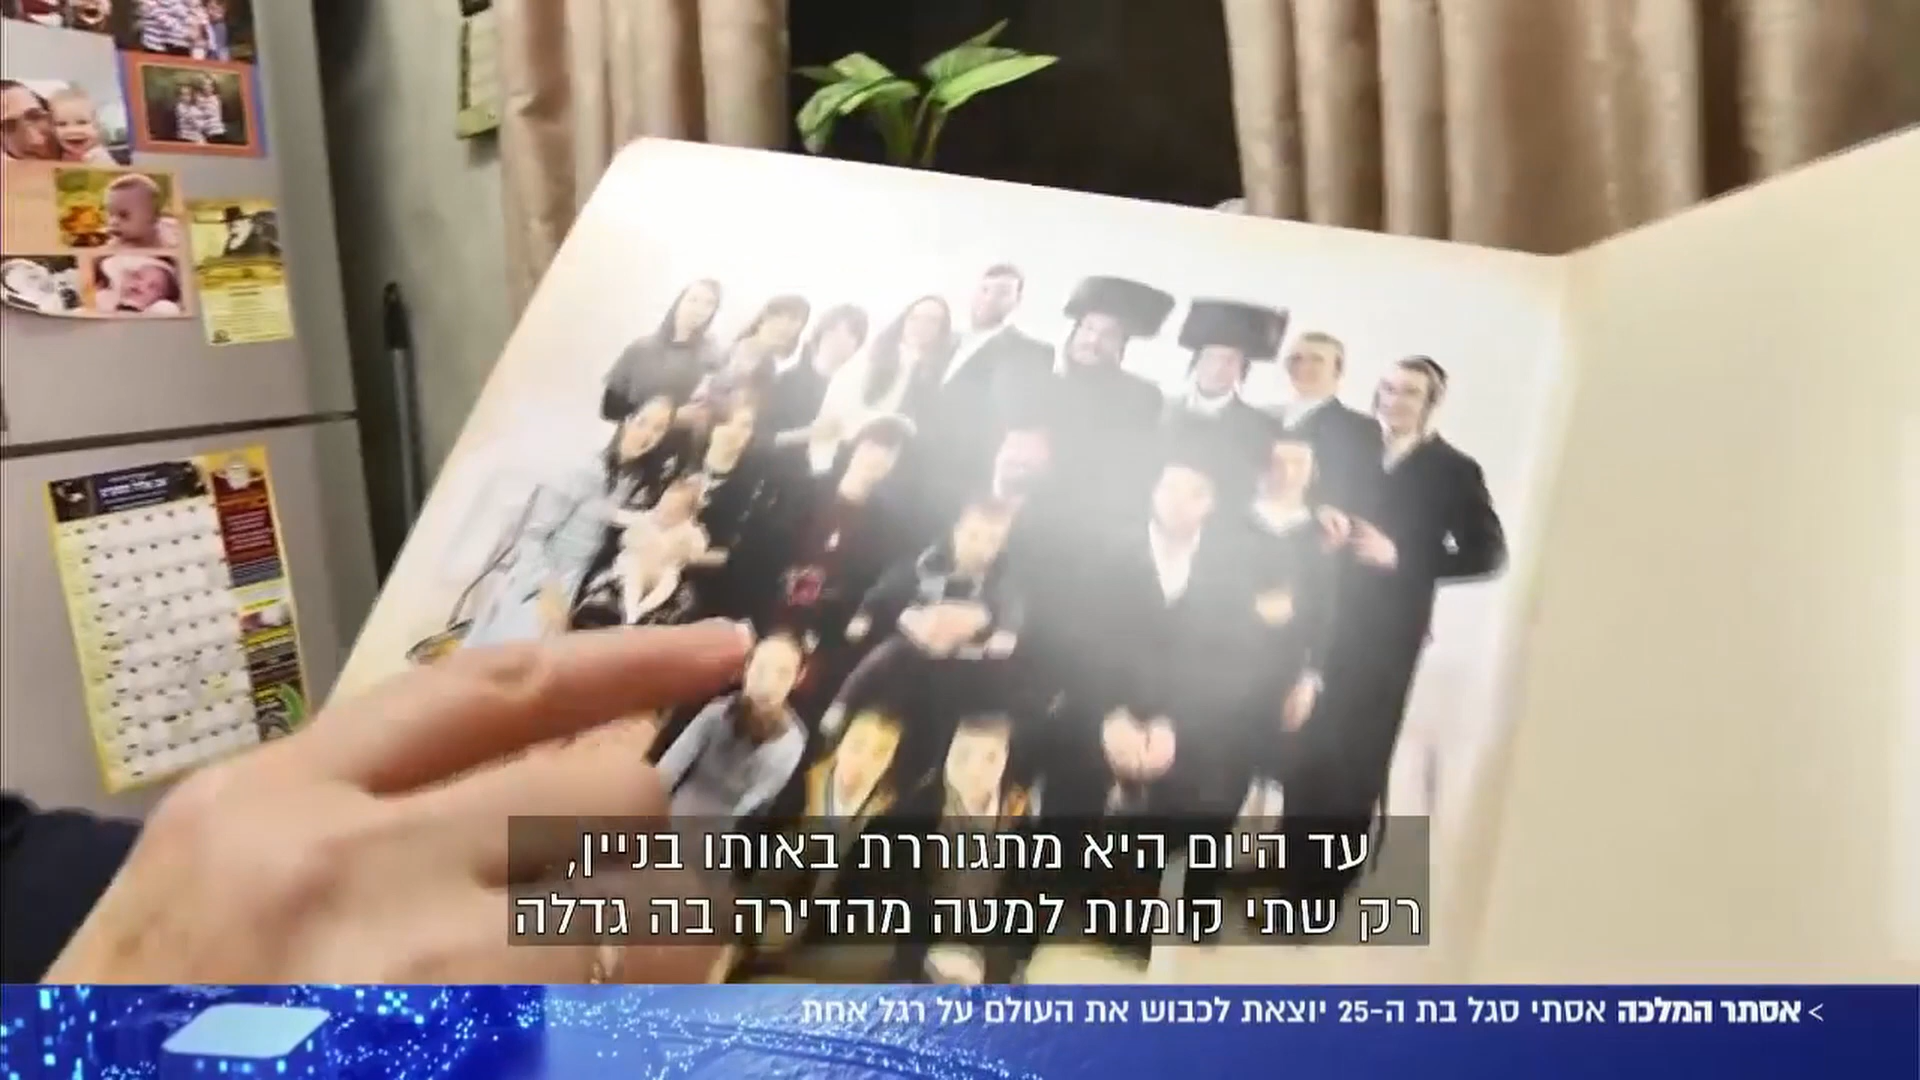 עד היום היא מתגוררת באותו בניין,
רק שתי קומות למטה מהדירה בה גדלה
> אסתר המלכה אסתי סגל בת ה-25 יוצאת לכבוש את העולם על רגל אחת